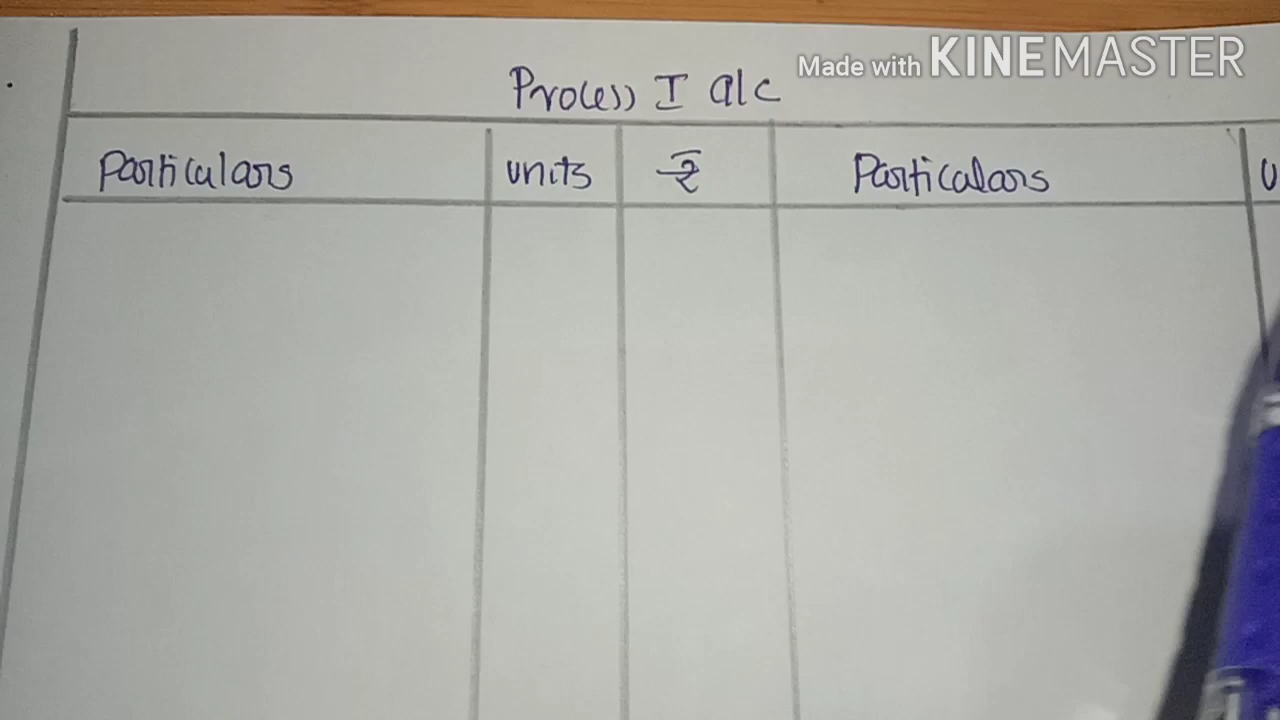 Made with KINEMASTER
Process I a/c
Particulars units ₹ Particulars U